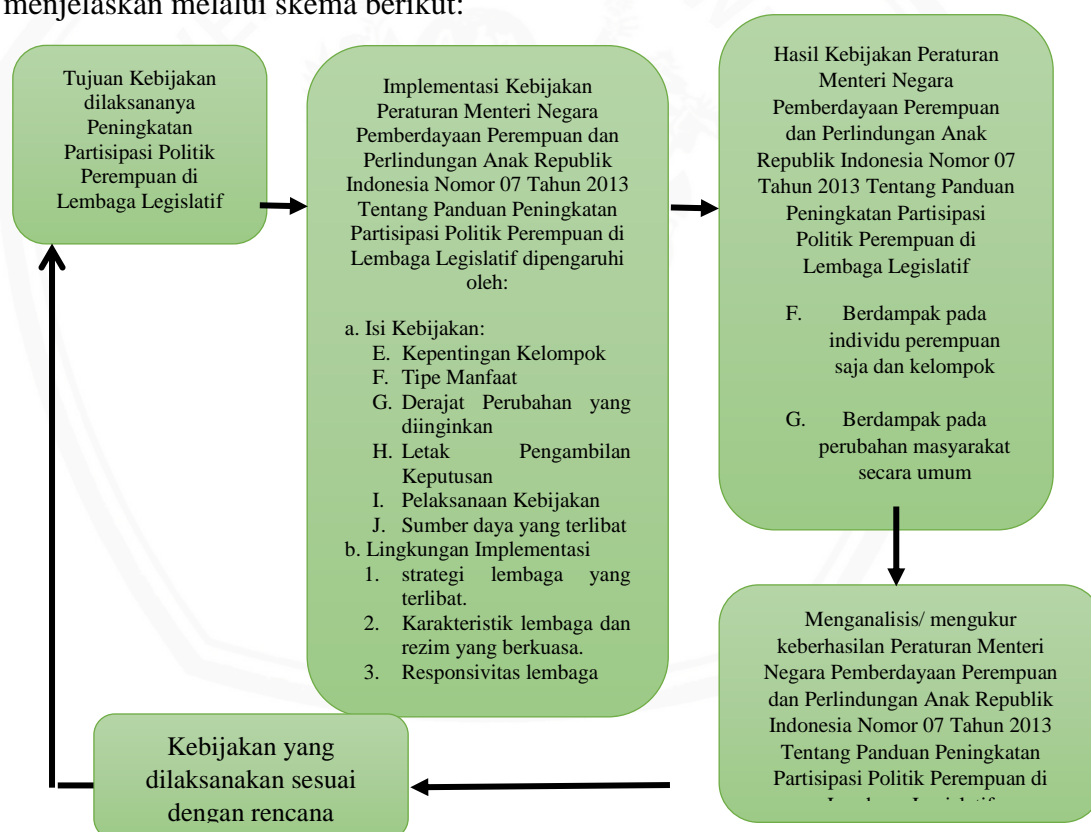 menjelaskan melalui skema berikut:
Tujuan Kebijakan
dilaksananya
Peningkatan
Partisipasi Politik
Perempuan di
Lembaga Legislatif
Implementasi Kebijakan
Peraturan Menteri Negara
Pemberdayaan Perempuan dan
Perlindungan Anak Republik
Indonesia Nomor 07 Tahun 2013
Tentang Panduan Peningkatan
Partisipasi Politik Perempuan di
Lembaga Legislatif dipengaruhi
oleh:
a. Isi Kebijakan:
E. Kepentingan Kelompok
F. Tipe Manfaat
G. Derajat Perubahan yang
diinginkan
H. Letak Pengambilan
Keputusan
I. Pelaksanaan Kebijakan
J. Sumber daya yang terlibat
b. Lingkungan Implementasi
1. strategi lembaga yang
terlibat.
2. Karakteristik lembaga dan
rezim yang berkuasa.
3. Responsivitas lembaga
Hasil Kebijakan Peraturan
Menteri Negara
Pemberdayaan Perempuan
dan Perlindungan Anak
Republik Indonesia Nomor 07
Tahun 2013 Tentang Panduan
Peningkatan Partisipasi
Politik Perempuan di
Lembaga Legislatif
F. Berdampak pada
individu perempuan
saja dan kelompok
G. Berdampak pada
perubahan masyarakat
secara umum
Menganalisis/ mengukur
keberhasilan Peraturan Menteri
Negara Pemberdayaan Perempuan
dan Perlindungan Anak Republik
Indonesia Nomor 07 Tahun 2013
Tentang Panduan Peningkatan
Partisipasi Politik Perempuan di
Kebijakan yang
dilaksanakan sesuai
dengan rencana